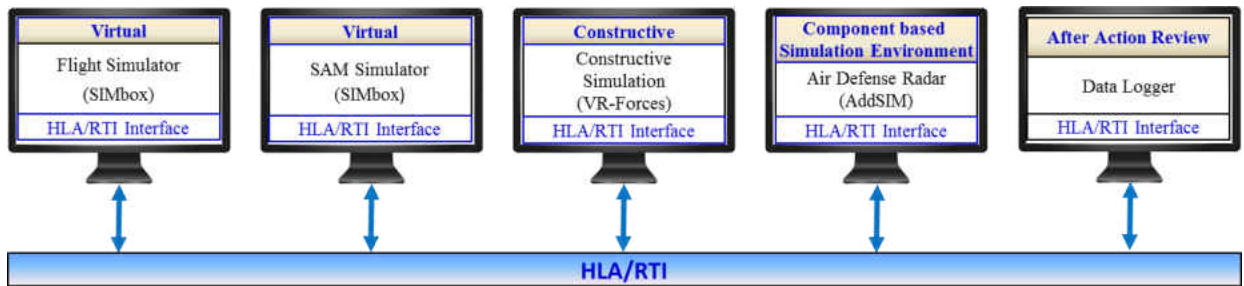 Virtual
Flight Simulator
(SIMbox)
HLA/RTI Interface
Virtual
SAM Simulator
(SIMbox)
HLA/RTI Interface
Constructive
Constructive
Simulation
(VR-Forces)
HLA/RTI Interface
Component based
Simulation Environment
Air Defense Radar
(AddSIM)
HLA/RTI Interface
After Action Review
Data Logger
HLA/RTI Interface
HLA/RTI